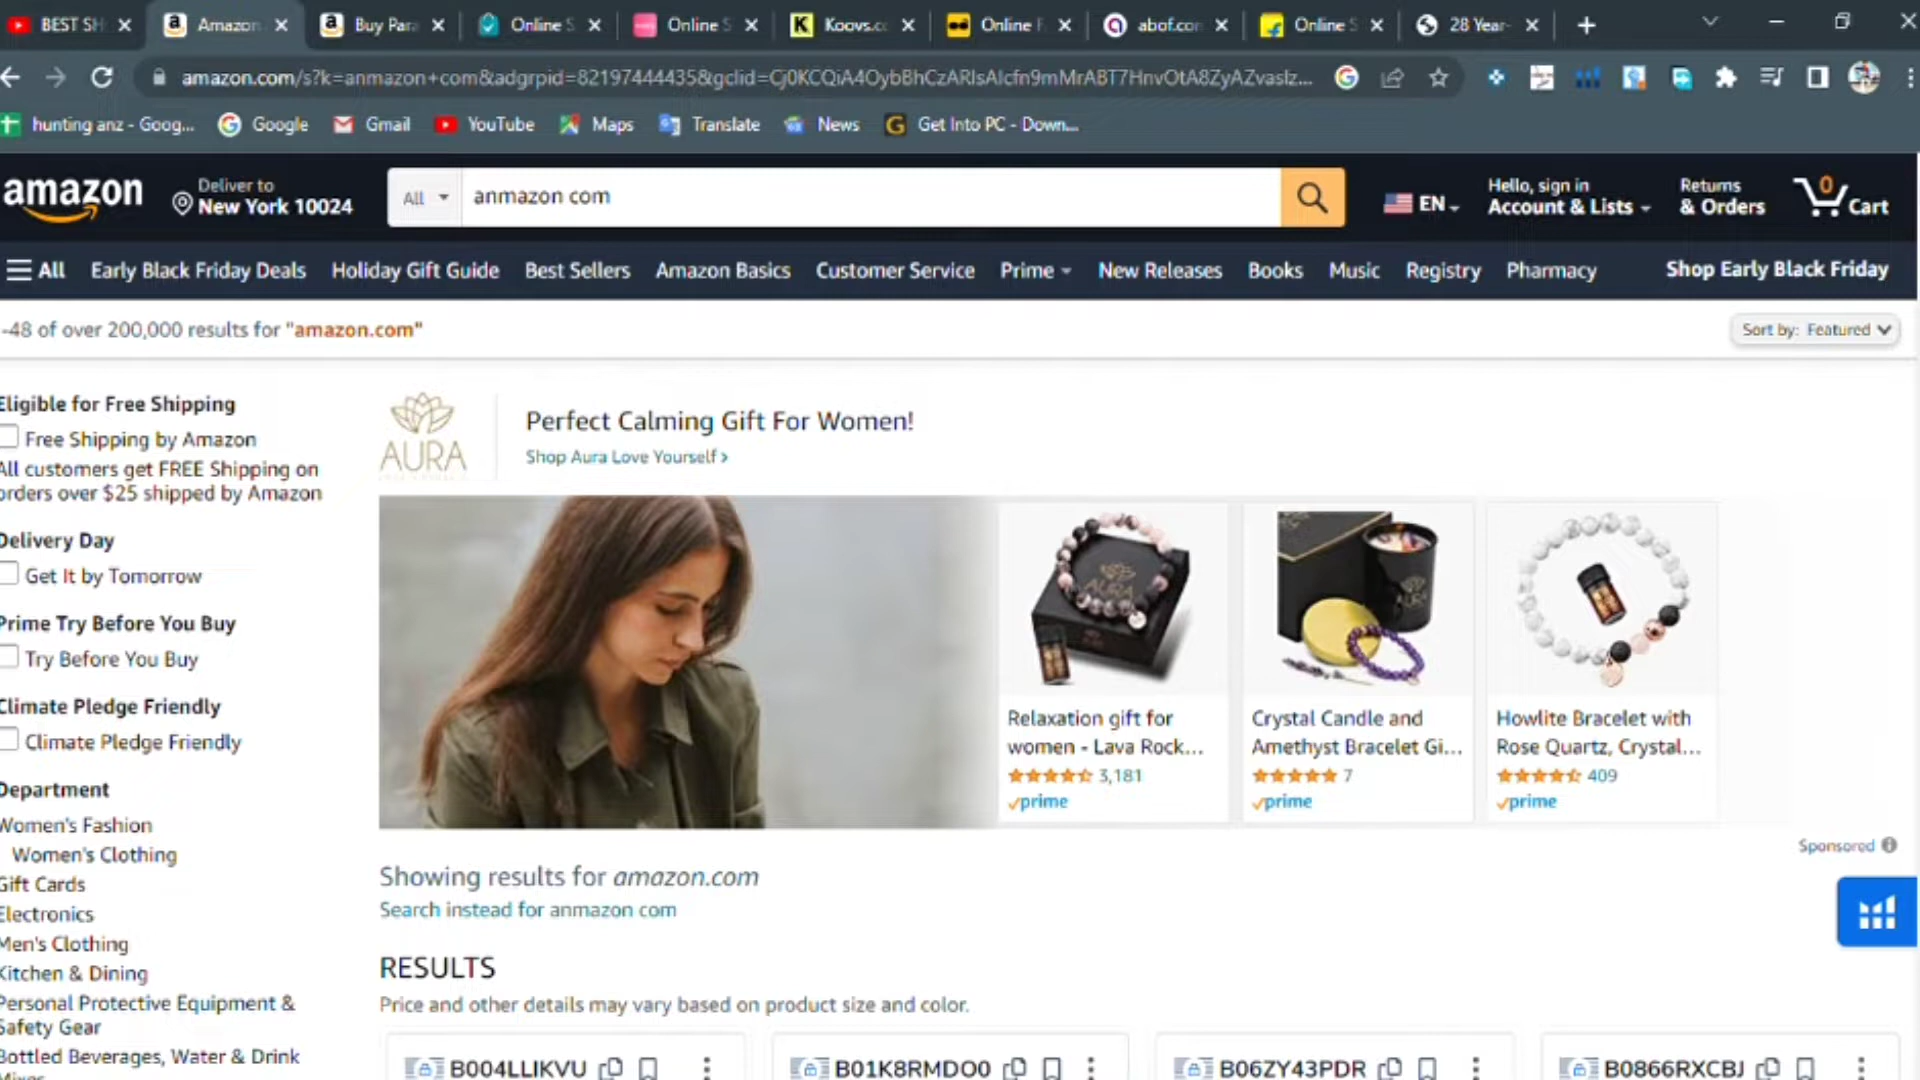 BEST SH
Amazon
Buy Para
Online S
Online S
Koovs.co
Online F
abof.con
Online S
28 Year-
amazon.com/s?k=anmazon+com&adgrpid=82197444435&gclid=
hunting anz - Goog...
Google
Gmail
YouTube
Maps
Translate
News
Get Into PC - Down...
amazon
Deliver to
New York 10024
All
anmazon com
EN
Hello, sign in
Account & Lists
Returns
& Orders
0
Cart
All
Early Black Friday Deals
Holiday Gift Guide
Best Sellers
Amazon Basics
Customer Service
Prime
New Releases
Books
Music
Registry
Pharmacy
Shop Early Black Friday
-48 of over 200,000 results for "amazon.com"
Sort by: Featured
Eligible for Free Shipping
Free Shipping by Amazon
All customers get FREE Shipping on
orders over $25 shipped by Amazon
Delivery Day
Get It by Tomorrow
Prime Try Before You Buy
Try Before You Buy
Climate Pledge Friendly
Climate Pledge Friendly
Department
Women's Fashion
Women's Clothing
Gift Cards
Electronics
Men's Clothing
Kitchen & Dining
Personal Protective Equipment &
Safety Gear
Bottled Beverages, Water & Drink
AURA
Perfect Calming Gift For Women!
Shop Aura Love Yourself ›
AURA
AURA
Relaxation gift for
women - Lava Rock...
3,181
prime
Crystal Candle and
Amethyst Bracelet Gi...
7
prime
Howlite Bracelet with
Rose Quartz, Crystal...
409
prime
Sponsored
Showing results for amazon.com
Search instead for anmazon com
RESULTS
Price and other details may vary based on product size and color.
B004LLIKVU
B01K8RMDO0
B06ZY43PDR
B0866RXCBJ